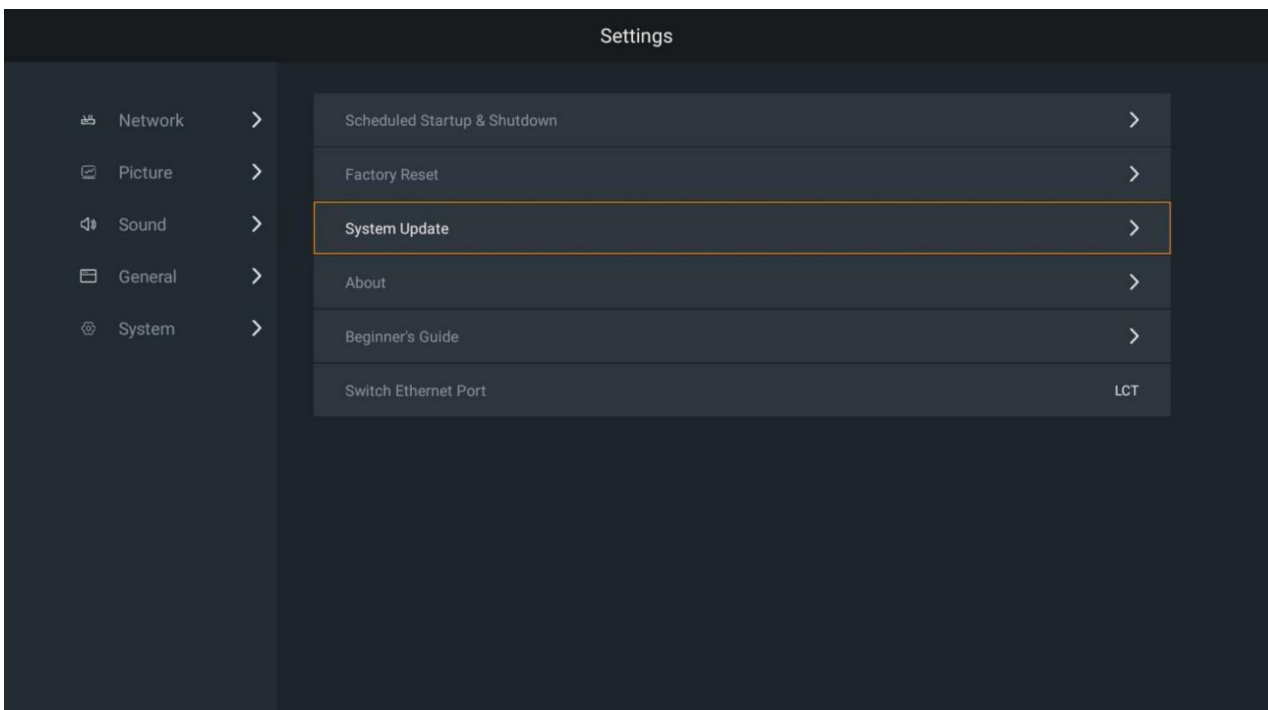 Settings
Network
Picture
Sound
General
System
Scheduled Startup & Shutdown
Factory Reset
System Update
About
Beginner's Guide
Switch Ethernet Port LCT